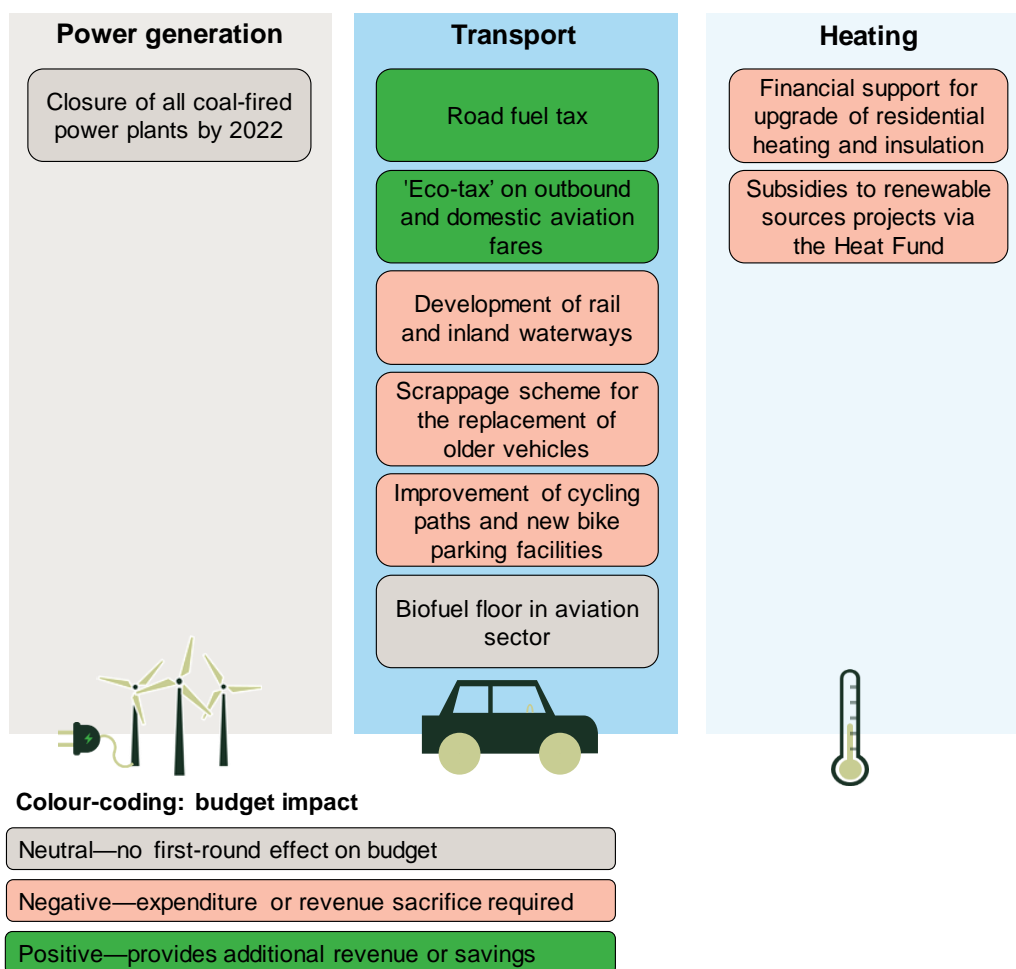 Power generation
Closure of all coal-fired
power plants by 2022
Transport
Road fuel tax
'Eco-tax’ on outbound
and domestic aviation
fares
Development of rail
and inland waterways
Scrappage scheme for
the replacement of
older vehicles
Improvement of cycling
paths and new bike
parking facilities
Biofuel floor in aviation
sector
Heating
Financial support for
upgrade of residential
heating and insulation
Subsidies to renewable
sources projects via
the Heat Fund
Colour-coding: budget impact
Neutral—no first-round effect on budget
Negative—expenditure or revenue sacrifice required
Positive—provides additional revenue or savings